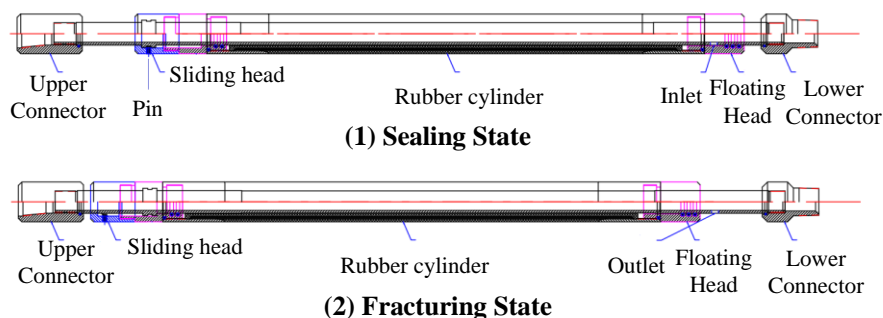 Upper
Connector
Pin
Sliding head
Rubber cylinder
Inlet
Floating
Head
Lower
Connector
(1) Sealing State
Upper
Connector
Sliding head
Rubber cylinder
Outlet
Floating
Head
Lower
Connector
(2) Fracturing State